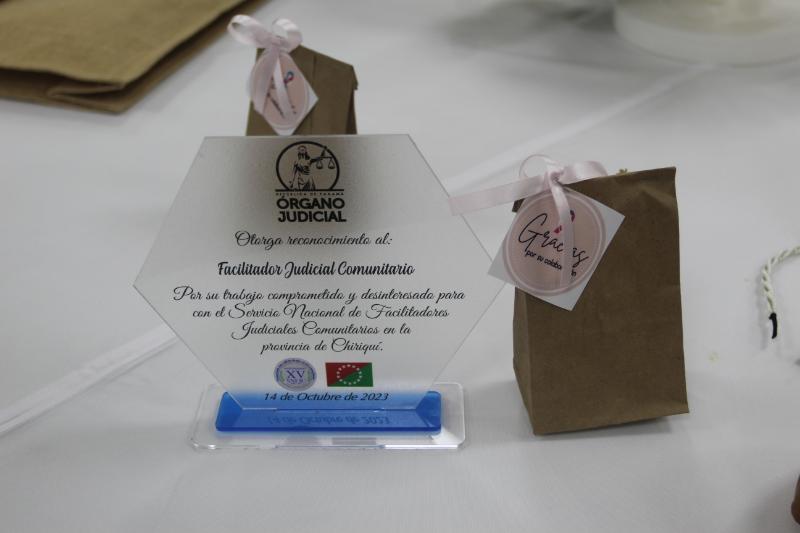 REPÚBLICA DE PANAMÁ
ÓRGANO
JUDICIAL
Otorga reconocimiento al:
Facilitador Judicial Comunitario
Por su trabajo comprometido y desinteresado para
con el Servicio Nacional de Facilitadores
Judiciales Comunitarios en la
provincia de Chiriquí.
XV
14 de Octubre de 2023
Gracias
por su colaboración